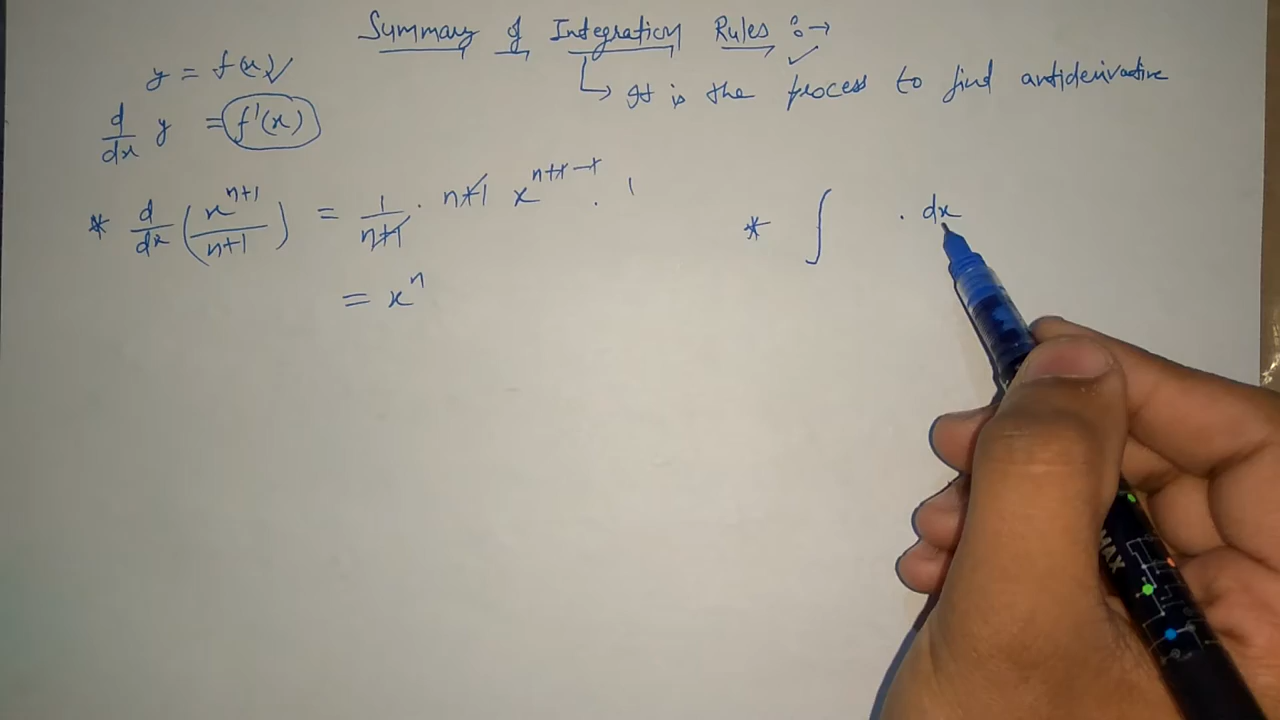 Summary of Integration Rules :→
↳ It is the process to find antiderivative
y = f(x) ✓
d/dx y = f'(x)
* d/dx (x^(n+1)/(n+1)) = 1/(n+1) · n+1 x^(n+1-1) · 1
= x^n
* ∫ · dx
MAX